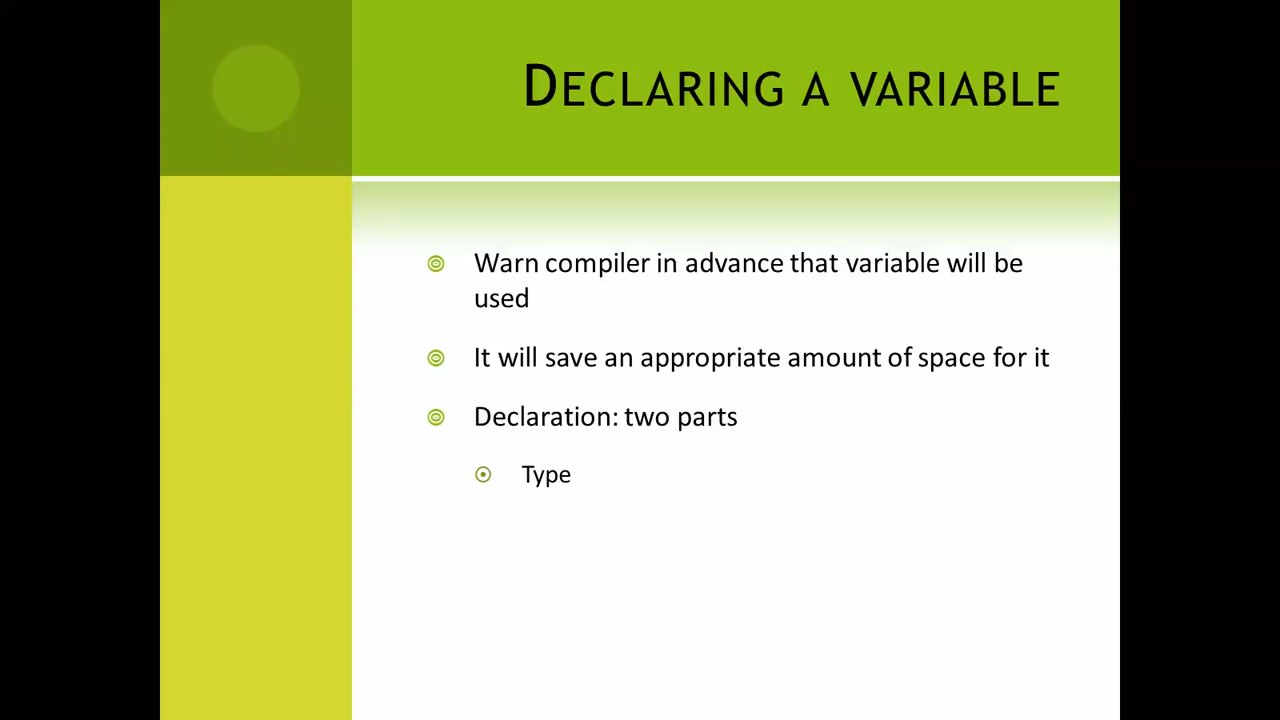 DECLARING A VARIABLE
Warn compiler in advance that variable will be
used
It will save an appropriate amount of space for it
Declaration: two parts
Type